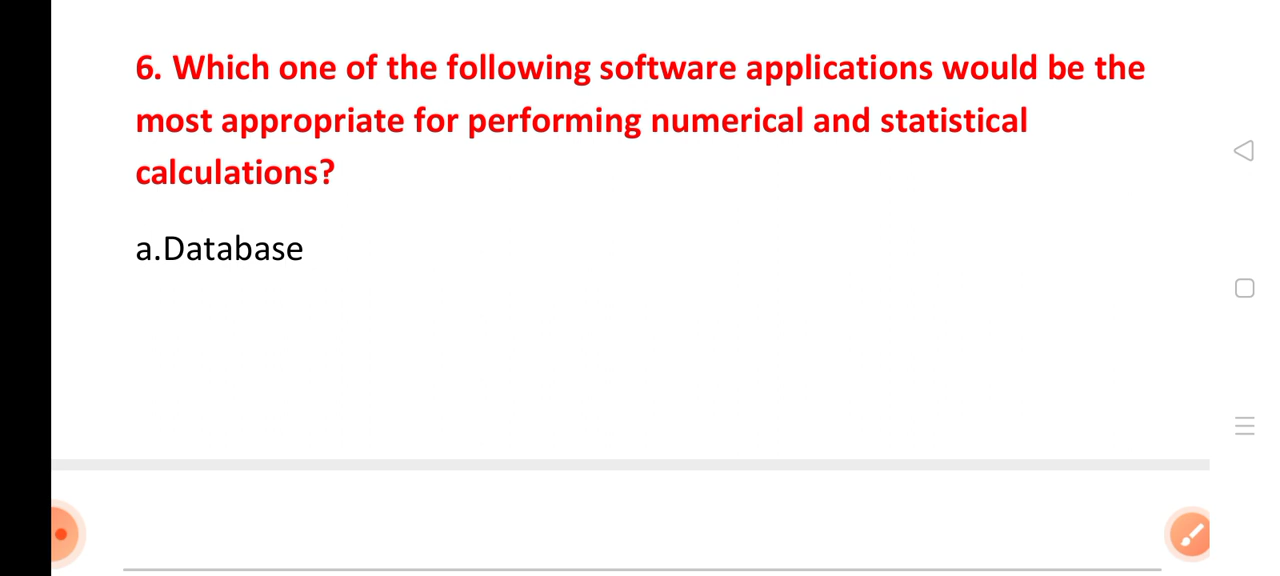 6. Which one of the following software applications would be the
most appropriate for performing numerical and statistical
calculations?
a.Database